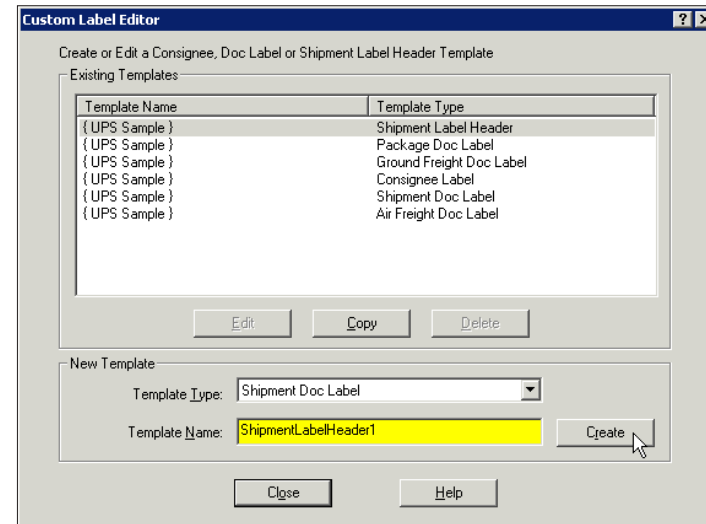 Custom Label Editor
Create or Edit a Consignee, Doc Label or Shipment Label Header Template
Existing Templates
Template Name Template Type
{ UPS Sample } Shipment Label Header
{ UPS Sample } Package Doc Label
{ UPS Sample } Ground Freight Doc Label
{ UPS Sample } Consignee Label
{ UPS Sample } Shipment Doc Label
{ UPS Sample } Air Freight Doc Label
Edit Copy Delete
New Template
Template Type: Shipment Doc Label
Template Name: ShipmentLabelHeader1 Create
Close Help